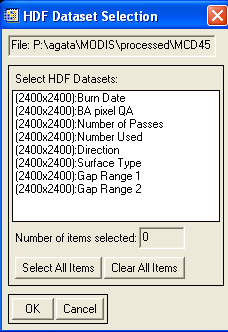 HDF Dataset Selection
File: P:\agata\MODIS\processed\MCD45
Select HDF Datasets:
(2400x2400):Burn Date
(2400x2400):BA pixel QA
(2400x2400):Number of Passes
(2400x2400):Number Used
(2400x2400):Direction
(2400x2400):Surface Type
(2400x2400):Gap Range 1
(2400x2400):Gap Range 2
Number of items selected: 0
Select All Items Clear All Items
OK Cancel